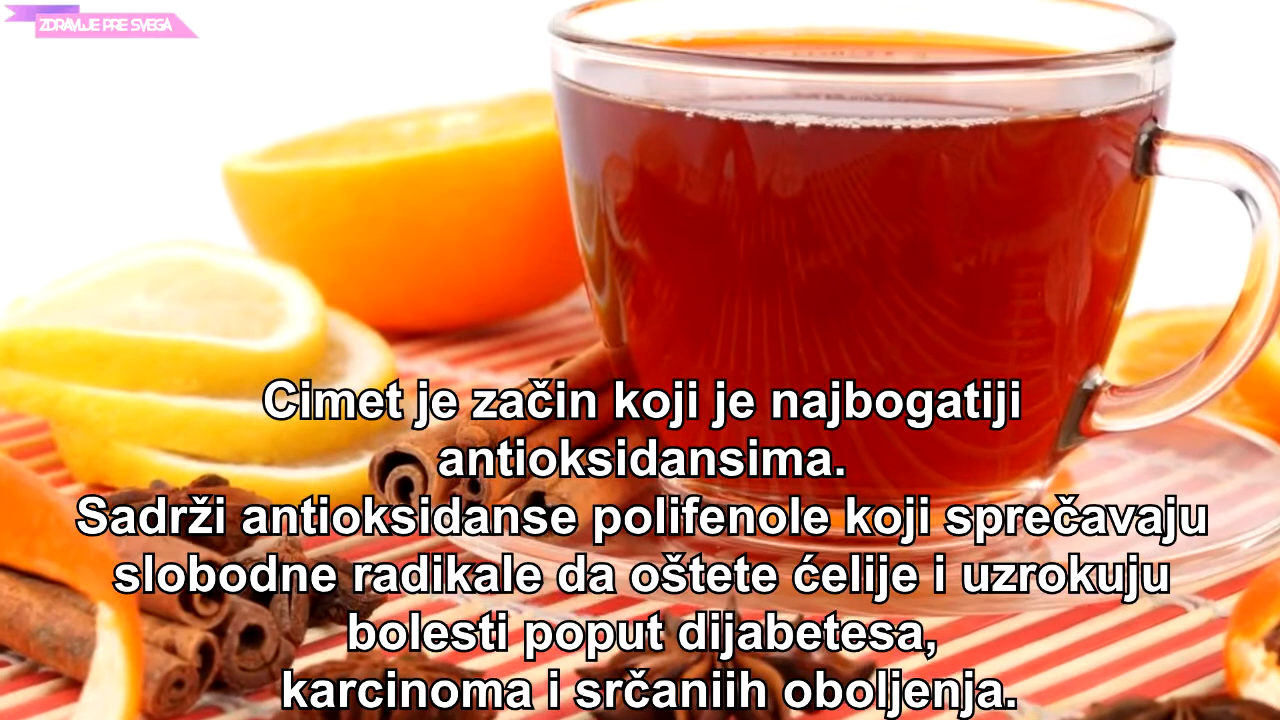 ZDRAVLJE PRE SVEGA
Cimet je začin koji je najbogatiji
antioksidansima.
Sadrži antioksidanse polifenole koji sprečavaju
slobodne radikale da oštete ćelije i uzrokuju
bolesti poput dijabetesa,
karcinoma i srčaniih oboljenja.